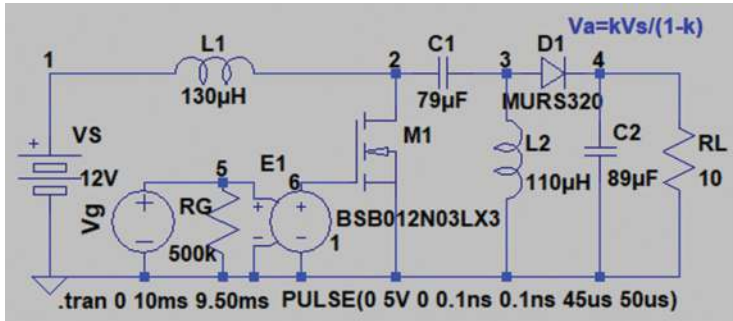 Va=kVs/(1-k)
L1
C1
D1
1
2
3
4
130µH
79µF
MURS320
VS
M1
L2
C2
RL
12V
110µH
89µF
10
5
E1
6
Vg
RG
BSB012N03LX3
500k
1
.tran 0 10ms 9.50ms PULSE(0 5V 0 0.1ns 0.1ns 45us 50us)